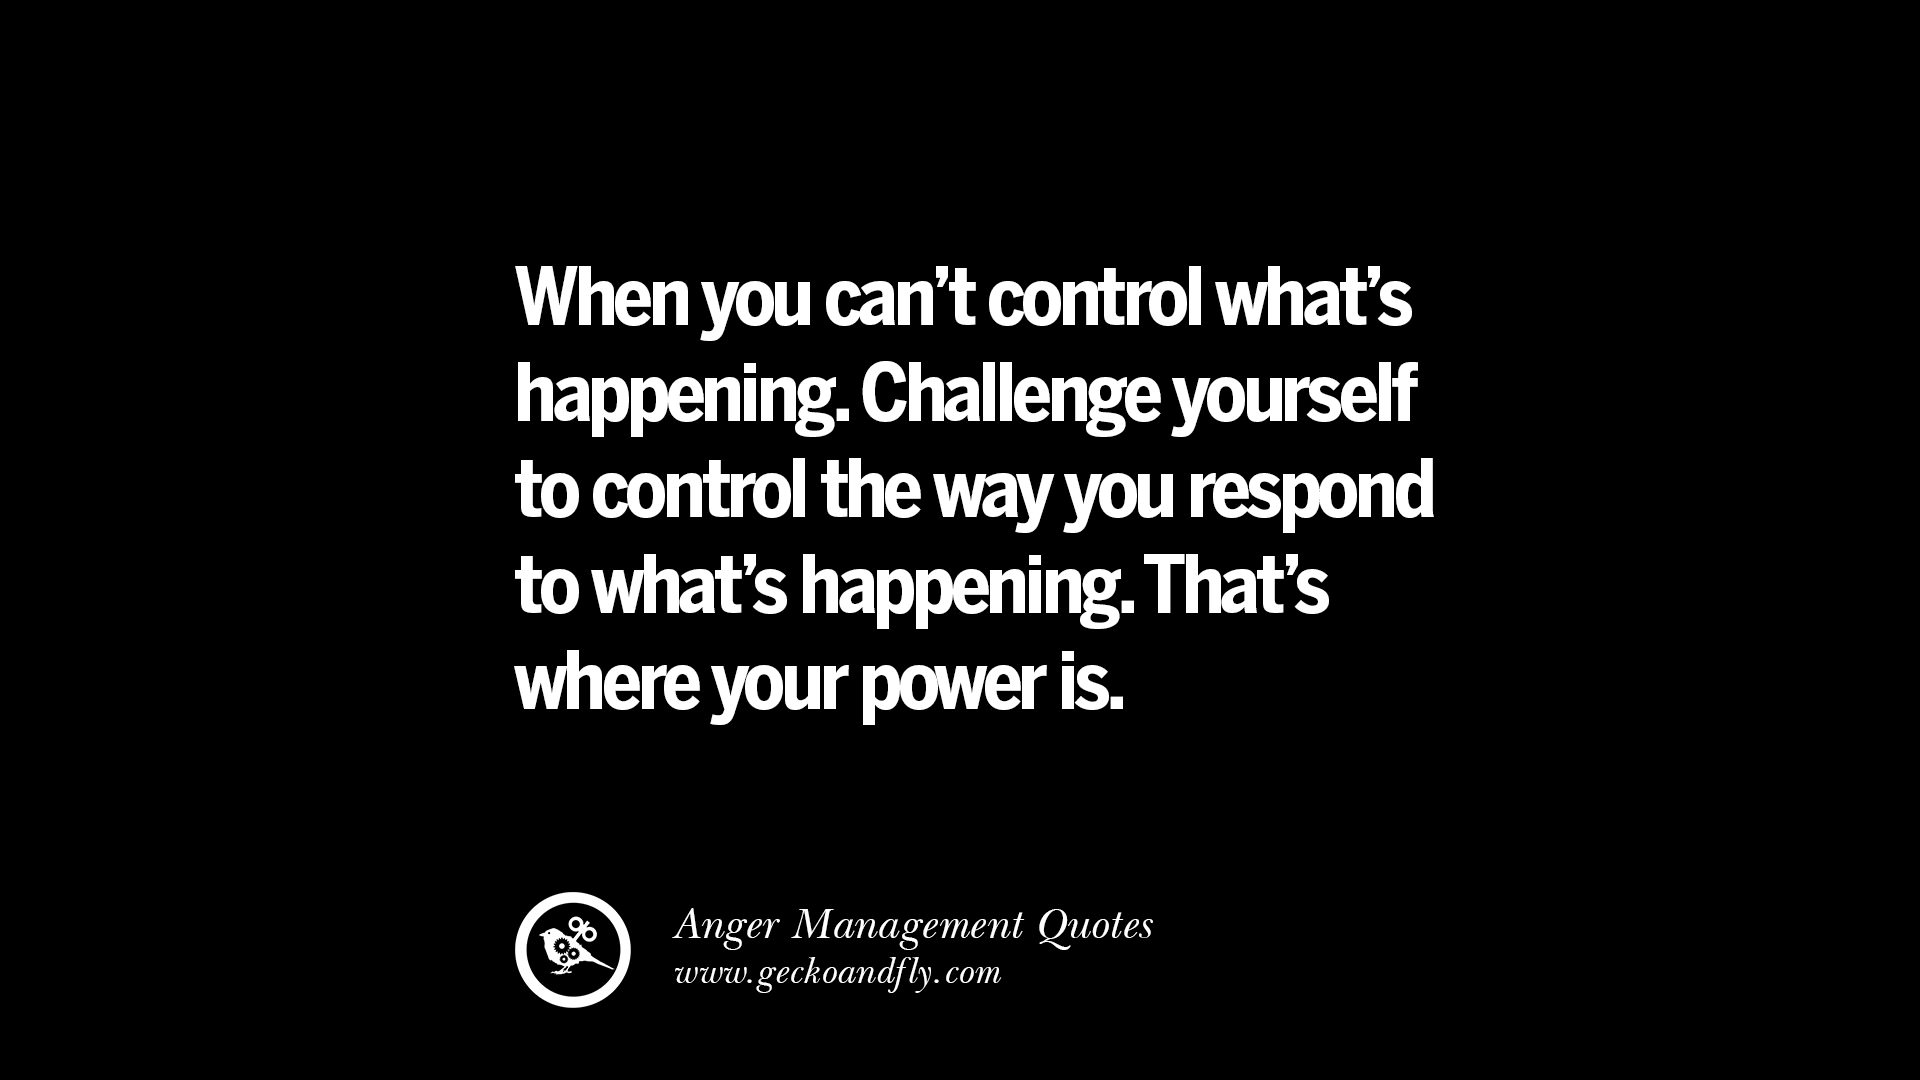 When you can’t control what’s
happening. Challenge yourself
to control the way you respond
to what’s happening. That’s
where your power is.
Anger Management Quotes
www.geckoandfly.com